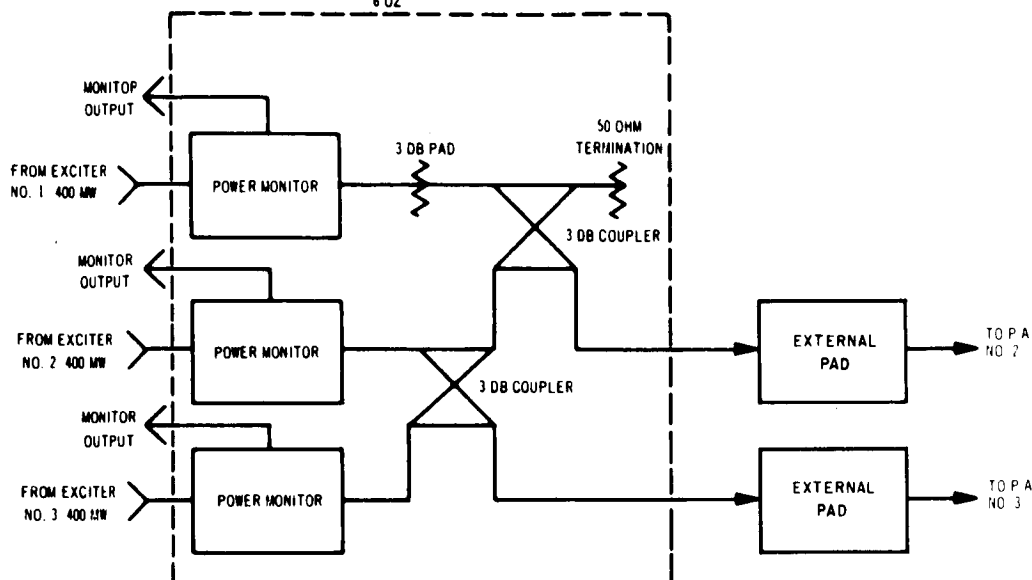 6 OZ
MONITOP
OUTPUT
FROM EXCITER
NO. 1 400 MW
POWER MONITOR
3 DB PAD
50 OHM
TERMINATION
3 DB COUPLER
MONITOR
OUTPUT
FROM EXCITER
NO. 2 400 MW
POWER MONITOR
3 DB COUPLER
EXTERNAL
PAD
TO P A
NO. 2
MONITOR
OUTPUT
FROM EXCITER
NO. 3 400 MW
POWER MONITOR
EXTERNAL
PAD
TO P A
NO 3